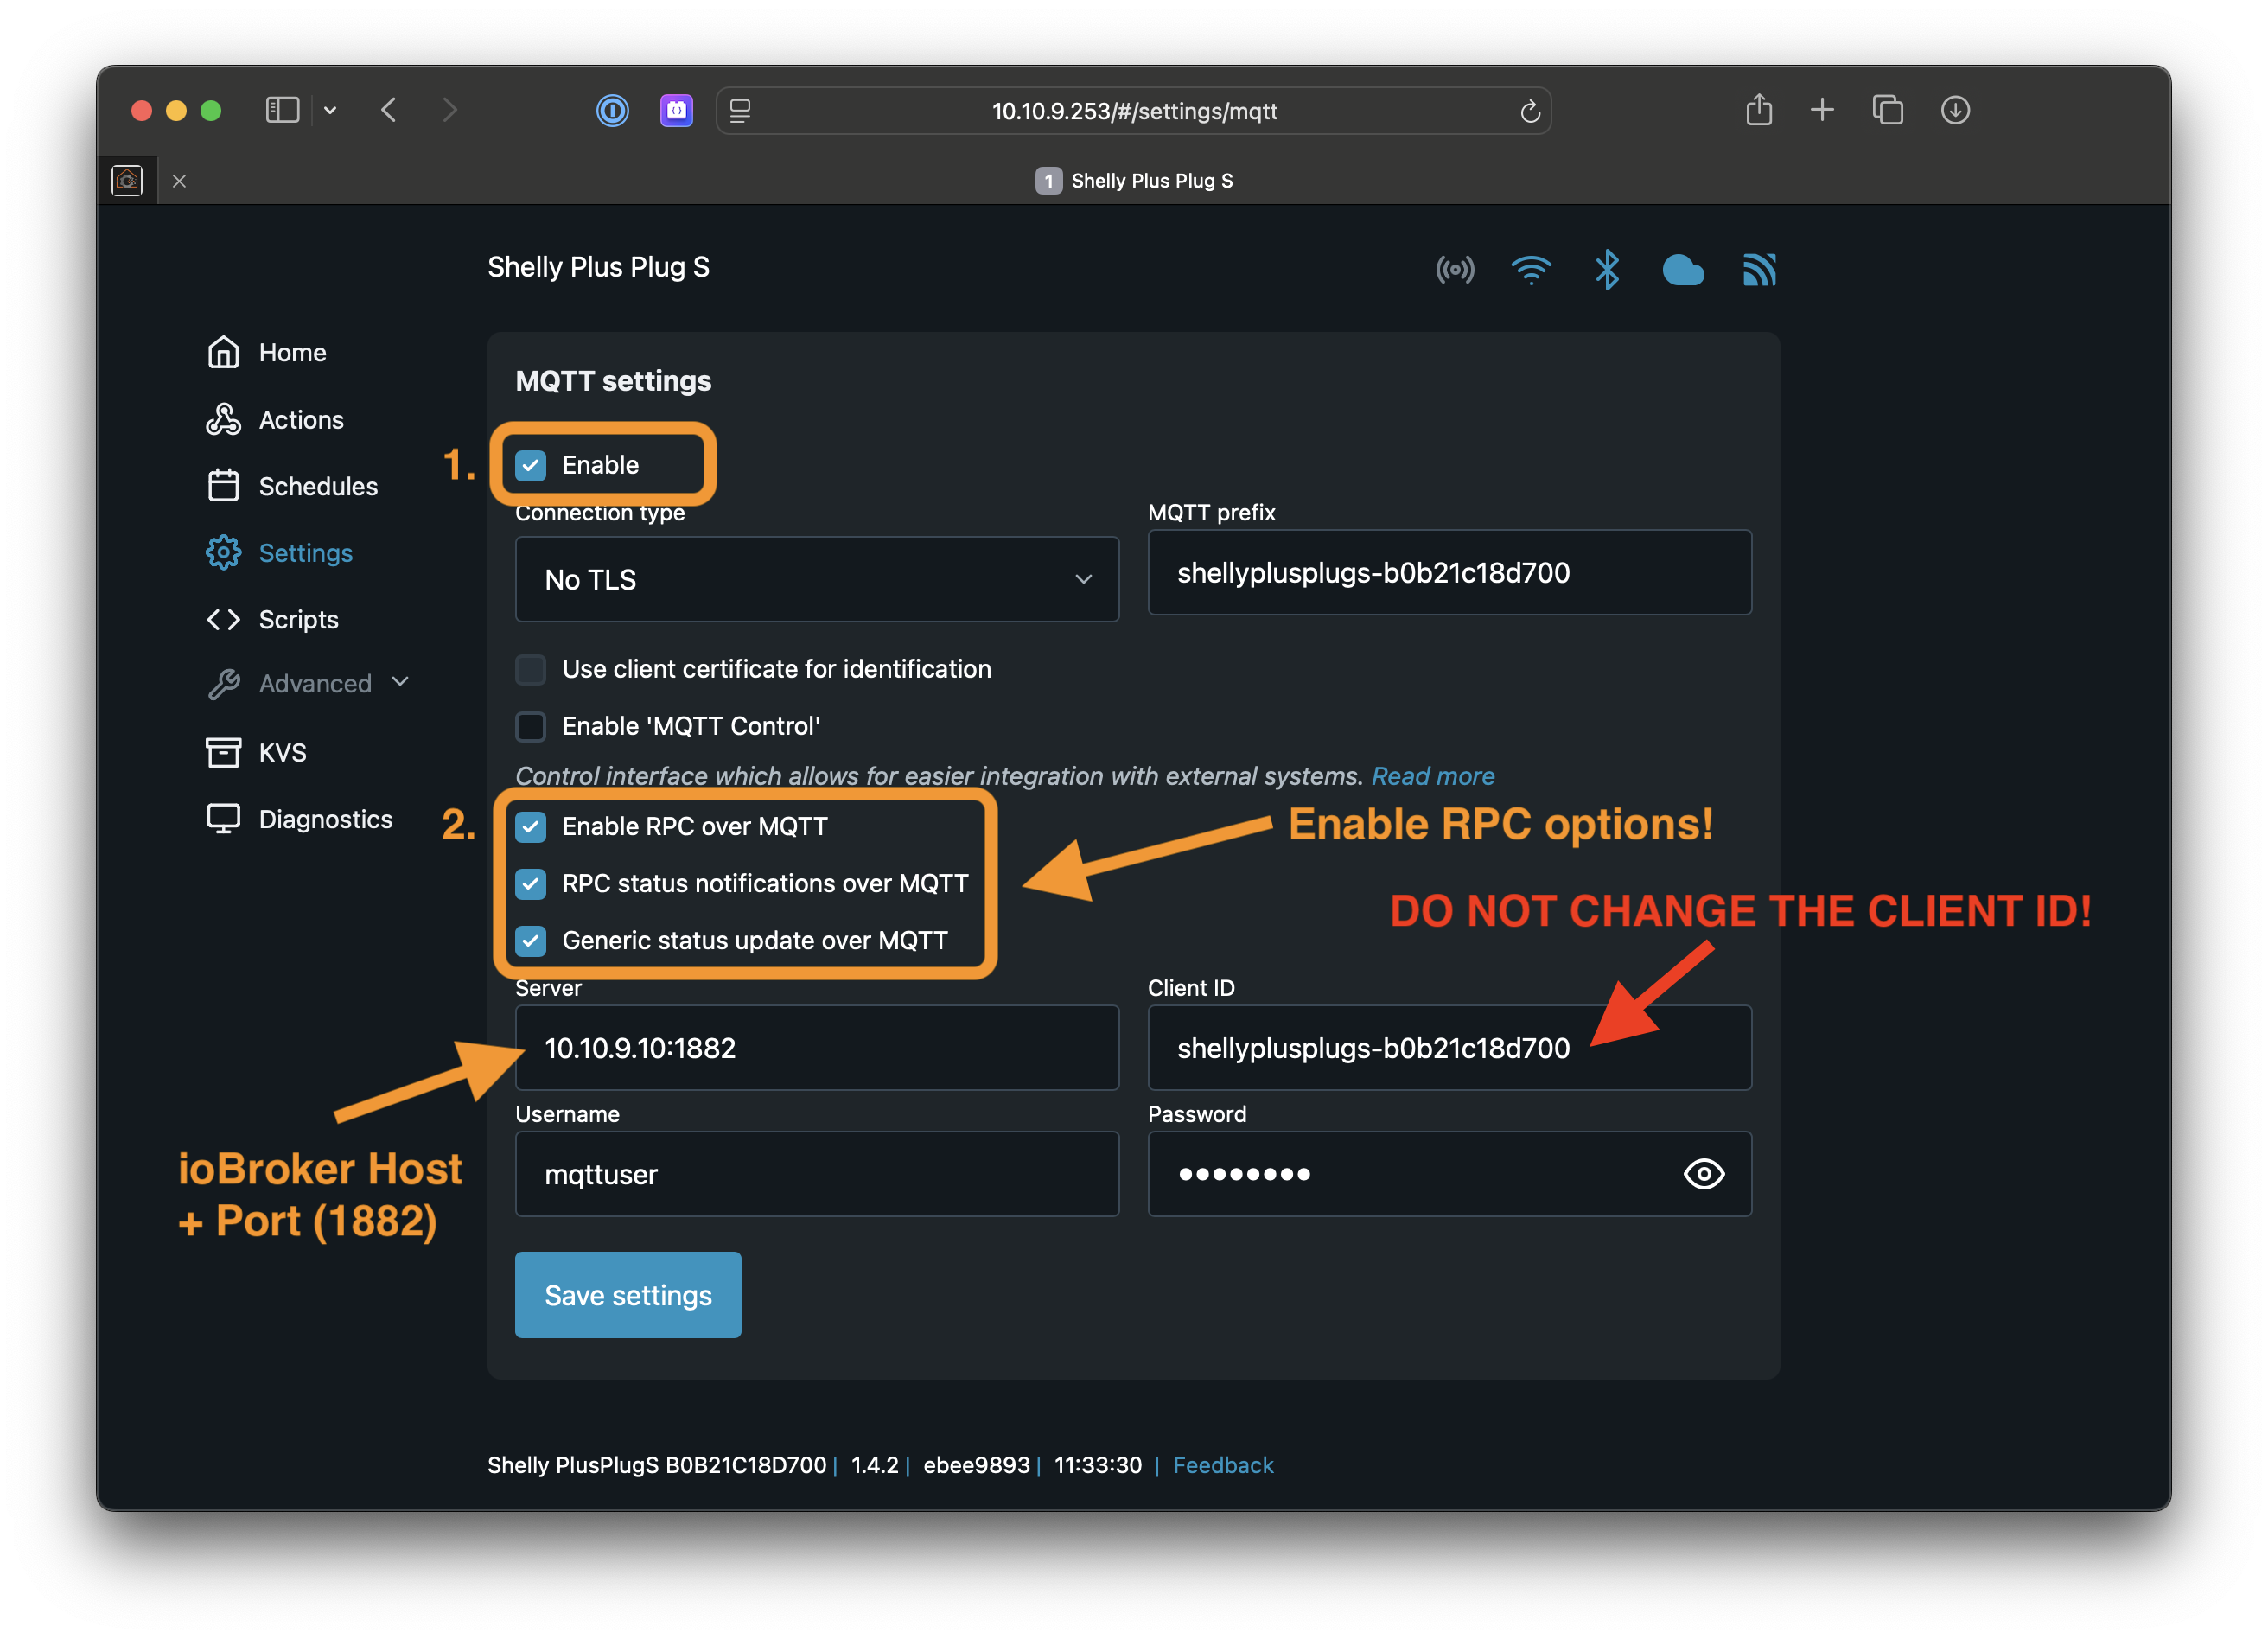 10.10.9.253/#/settings/mqtt
1 Shelly Plus Plug S
Shelly Plus Plug S
Home
Actions
Schedules
Settings
Scripts
Advanced
KVS
Diagnostics
MQTT settings
1.
Enable
Connection type
No TLS
MQTT prefix
shellyplusplugs-b0b21c18d700
Use client certificate for identification
Enable 'MQTT Control'
Control interface which allows for easier integration with external systems. Read more
2.
Enable RPC over MQTT
RPC status notifications over MQTT
Generic status update over MQTT
Enable RPC options!
DO NOT CHANGE THE CLIENT ID!
Server
10.10.9.10:1882
Client ID
shellyplusplugs-b0b21c18d700
ioBroker Host
+ Port (1882)
Username
mqttuser
Password
••••••••
Save settings
Shelly PlusPlugS B0B21C18D700 | 1.4.2 | ebee9893 | 11:33:30 | Feedback